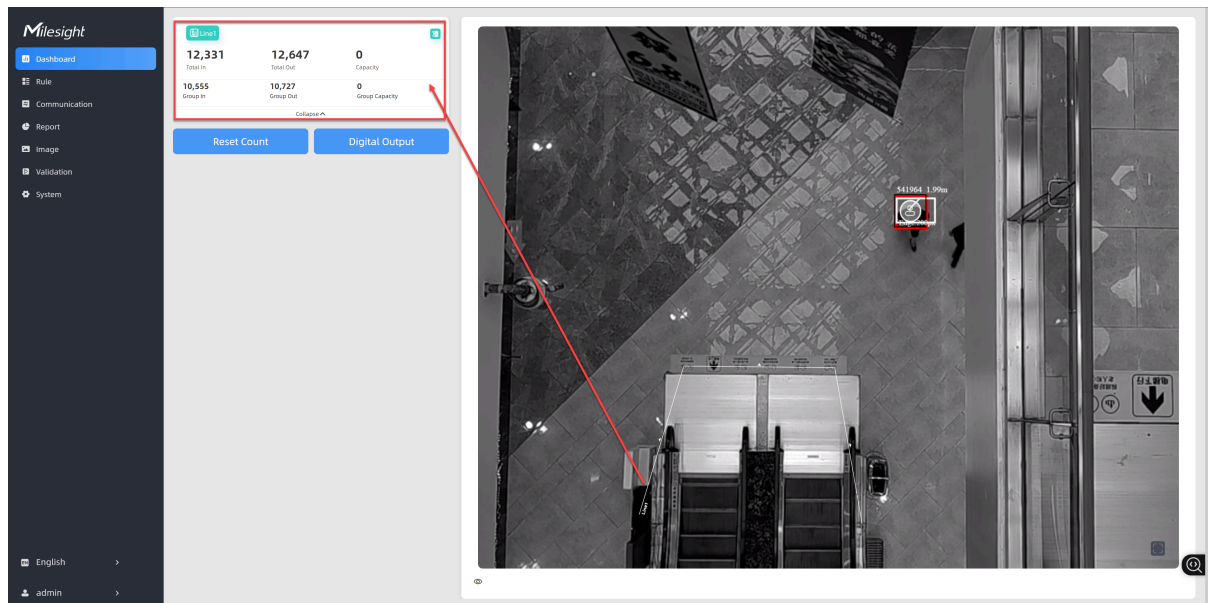 Milesight
Dashboard
Rule
Communication
Report
Image
Validation
System
English
admin
Line1
12,331
12,647
0
Total In
Total Out
Capacity
10,555
10,727
0
Group In
Group Out
Group Capacity
Collapse
Reset Count
Digital Output
541964 1.99m
Line1